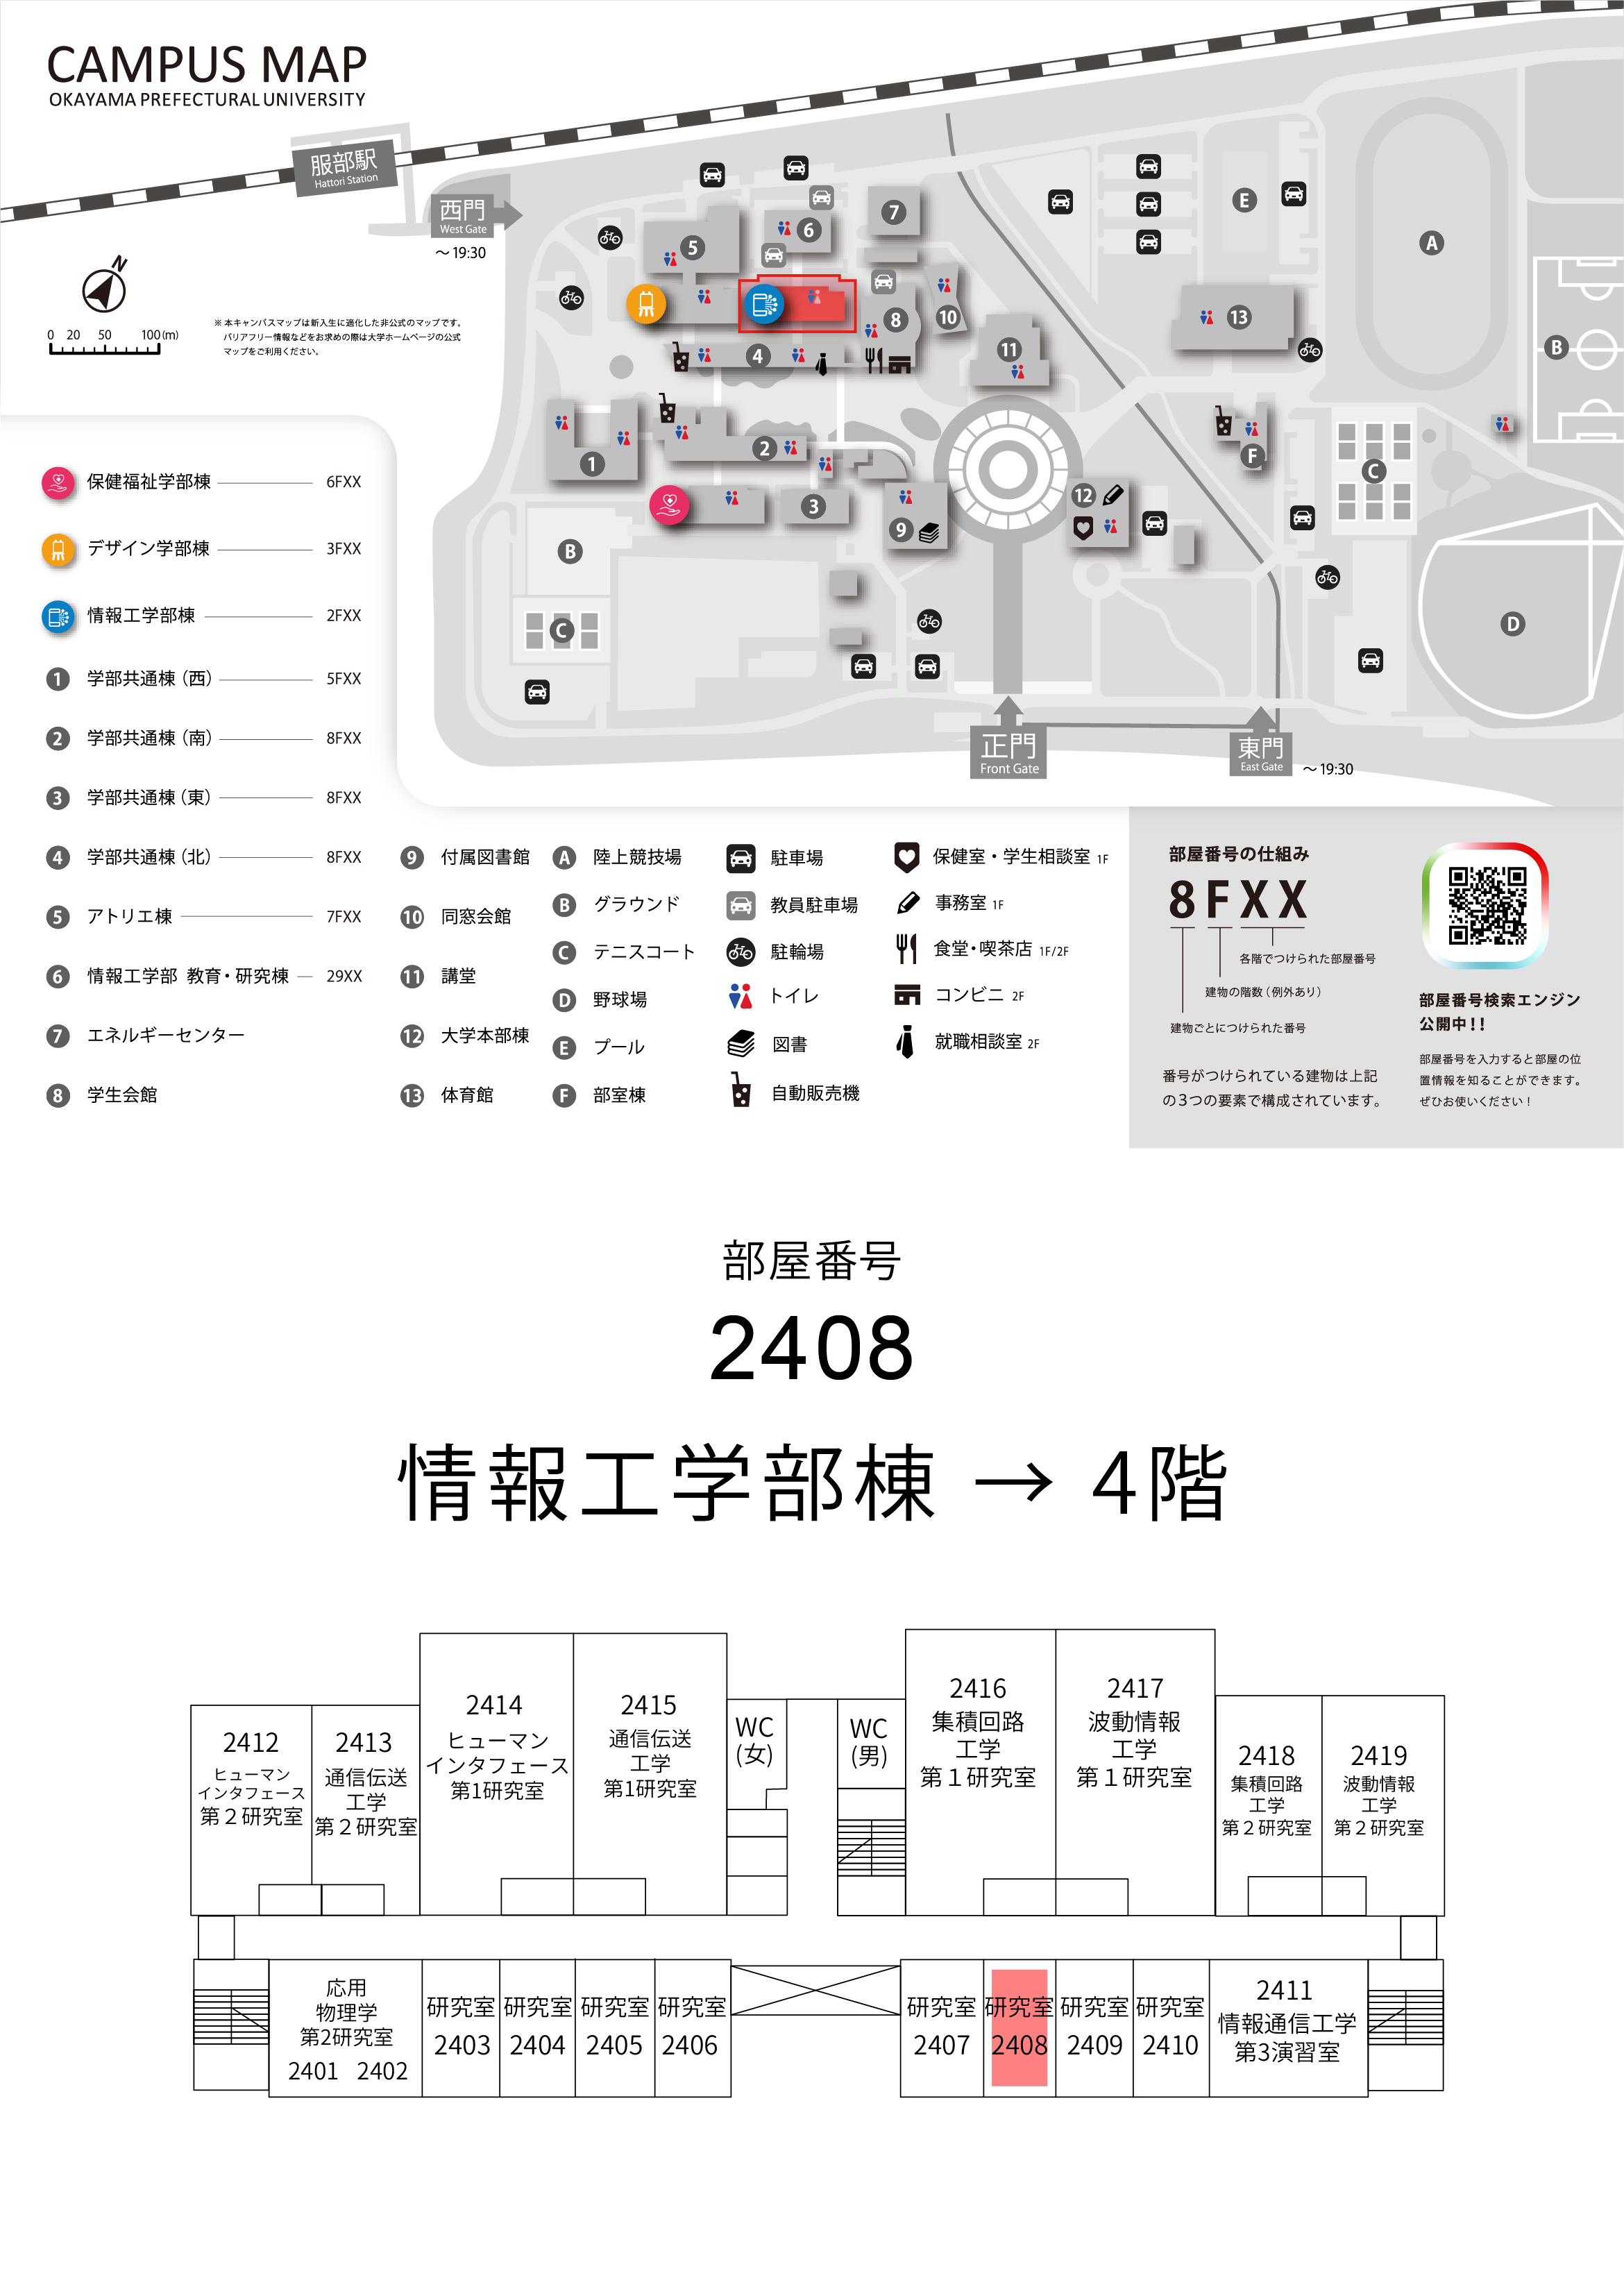 CAMPUS MAP
OKAYAMA PREFECTURAL UNIVERSITY
服部駅
Hattori Station
西門
West Gate
～19:30
N
0 20 50 100(m)
※ 本キャンパスマップは新入生に適化した非公式のマップです。
バリアフリー情報などをお求めの際は大学ホームページの公式
マップをご利用ください。
5
6
7
8
10
4
11
13
E
A
B
1
2
3
9
12
F
C
B
C
D
正門
Front Gate
東門
East Gate
～19:30
保健福祉学部棟 6FXX
デザイン学部棟 3FXX
情報工学部棟 2FXX
1 学部共通棟（西） 5FXX
2 学部共通棟（南） 8FXX
3 学部共通棟（東） 8FXX
4 学部共通棟（北） 8FXX
5 アトリエ棟 7FXX
6 情報工学部 教育・研究棟 29XX
7 エネルギーセンター
8 学生会館
9 付属図書館
10 同窓会館
11 講堂
12 大学本部棟
13 体育館
A 陸上競技場
B グラウンド
C テニスコート
D 野球場
E プール
F 部室棟
駐車場
教員駐車場
駐輪場
トイレ
図書
自動販売機
保健室・学生相談室 1F
事務室 1F
食堂・喫茶店 1F/2F
コンビニ 2F
就職相談室 2F
部屋番号の仕組み
8FXX
各階でつけられた部屋番号
建物の階数（例外あり）
建物ごとにつけられた番号
番号がつけられている建物は上記
の３つの要素で構成されています。
部屋番号検索エンジン
公開中！！
部屋番号を入力すると部屋の位
置情報を知ることができます。
ぜひお使いください！
部屋番号
2408
情報工学部棟 → 4階
2412
ヒューマン
インタフェース
第２研究室
2413
通信伝送
工学
第２研究室
2414
ヒューマン
インタフェース
第1研究室
2415
通信伝送
工学
第1研究室
WC
(女)
WC
(男)
2416
集積回路
工学
第１研究室
2417
波動情報
工学
第１研究室
2418
集積回路
工学
第２研究室
2419
波動情報
工学
第２研究室
応用
物理学
第2研究室
2401 2402
研究室
2403
研究室
2404
研究室
2405
研究室
2406
研究室
2407
研究室
2408
研究室
2409
研究室
2410
2411
情報通信工学
第3演習室